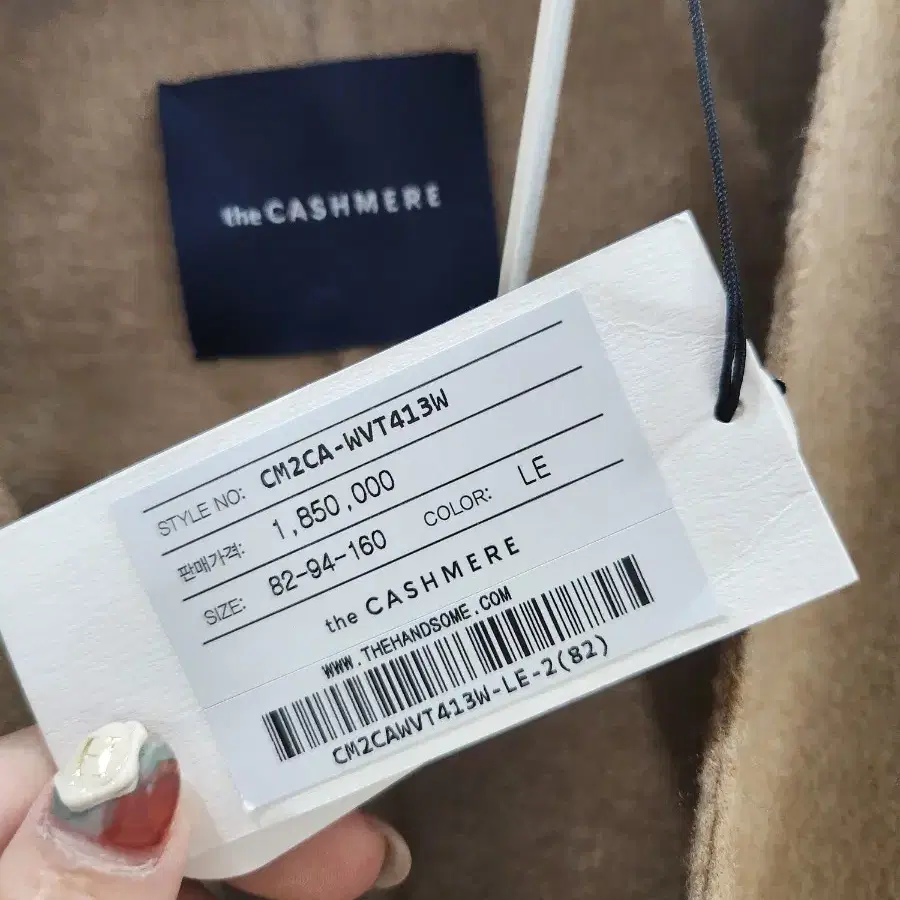 the CASHMERE
STYLE NO: CM2CA-WVT413W
판매가격: 1,850,000
SIZE: 82-94-160 COLOR: LE
the CASHMERE
WWW.THEHANDSOME.COM
CM2CAWVT413W-LE-2(82)